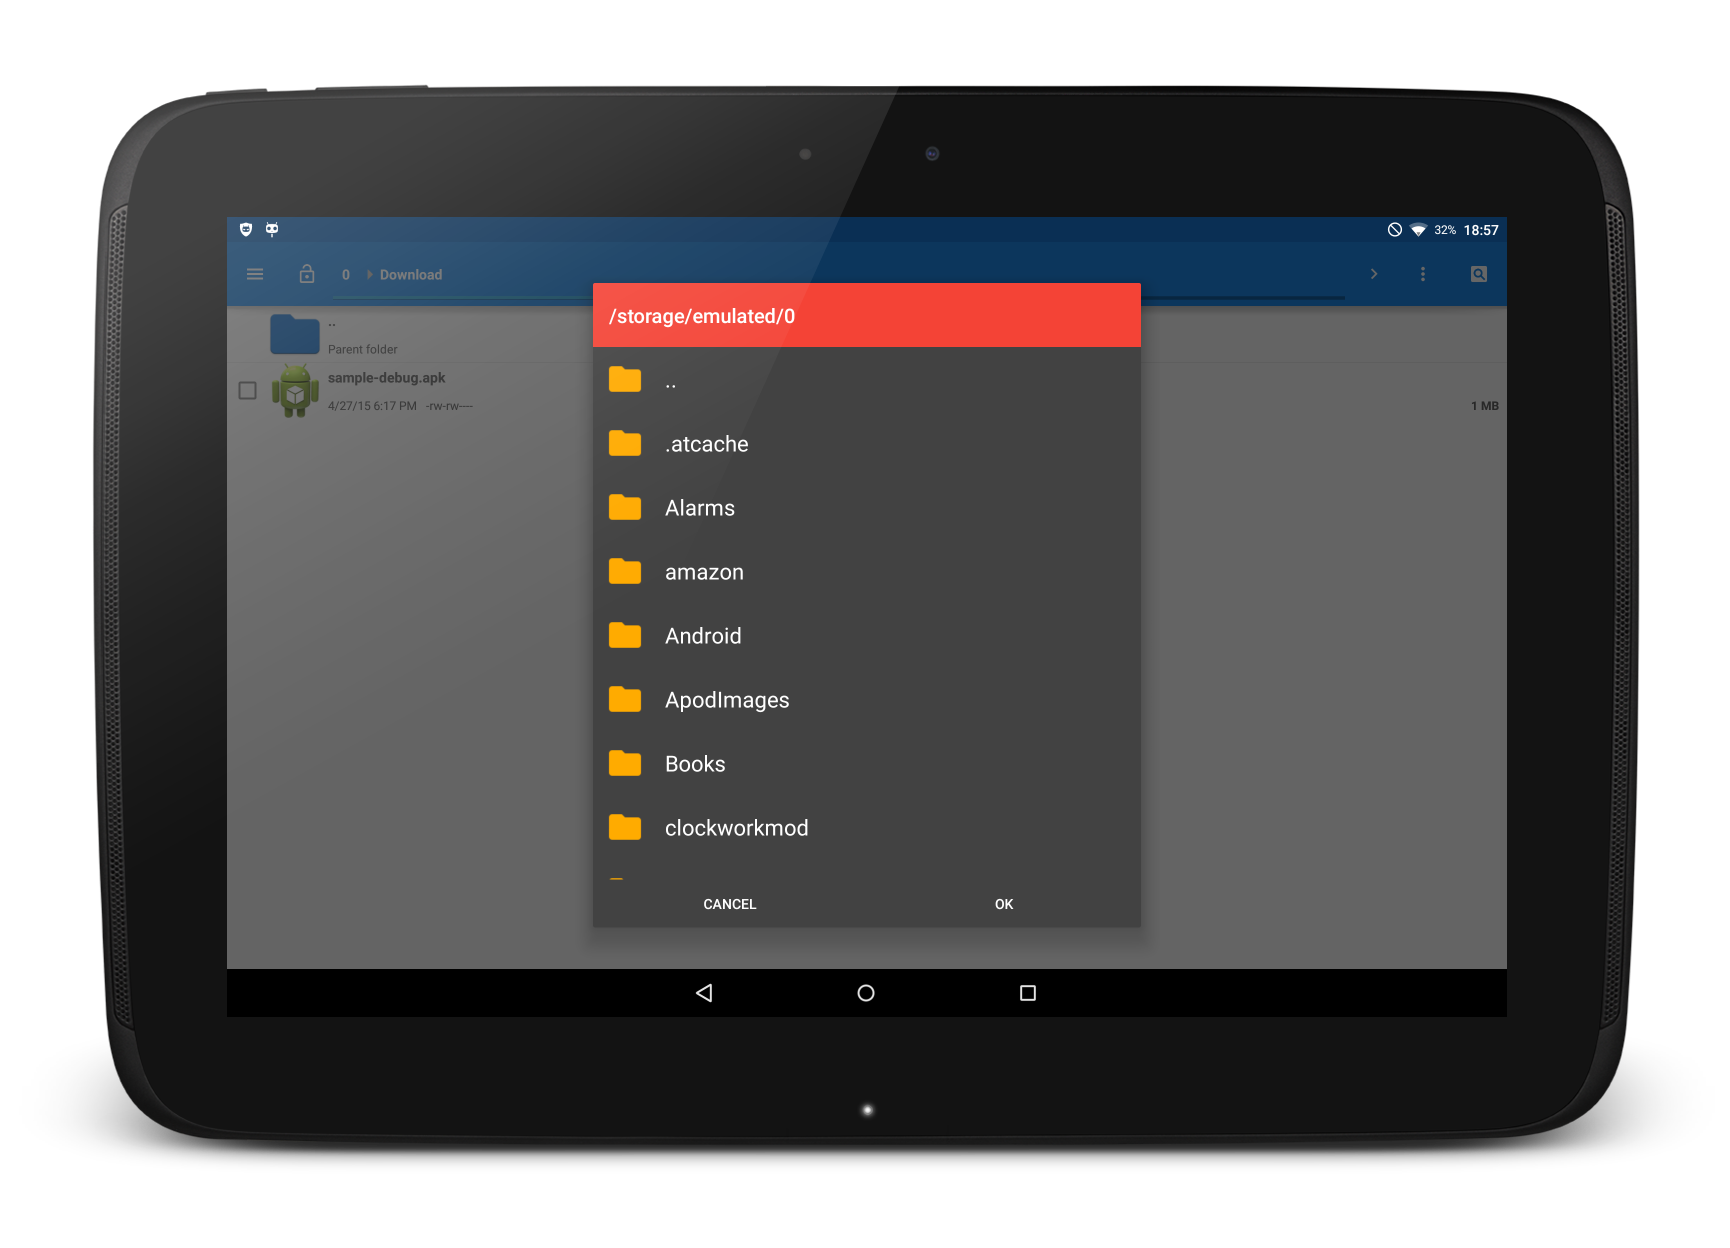 32% 18:57
0 Download
/storage/emulated/0
..
Parent folder
sample-debug.apk
4/27/15 6:17 PM -rw-rw----
1 MB
..
.atcache
Alarms
amazon
Android
ApodImages
Books
clockworkmod
CANCEL OK